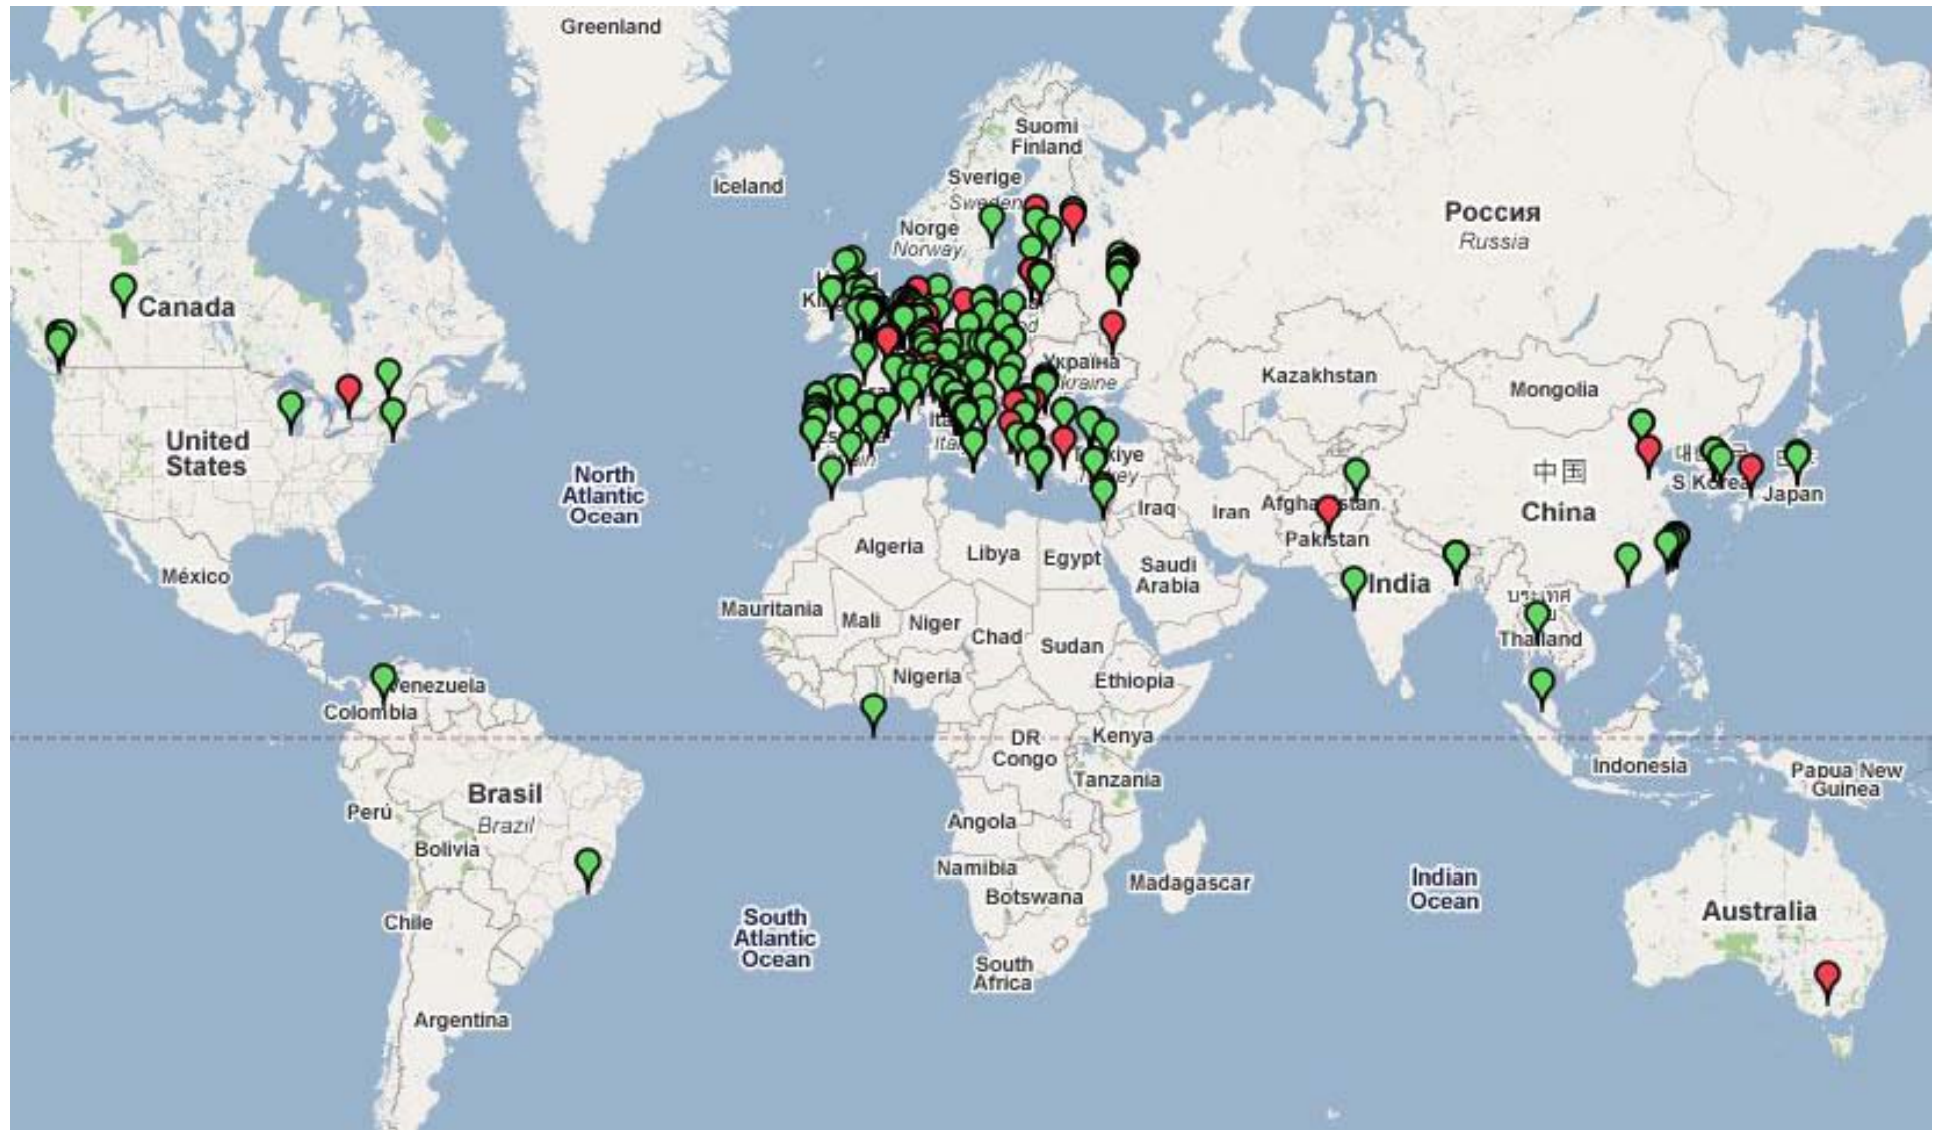 Greenland
Suomi
Finland
Iceland
Sverige
Sweden
Norge
Norway
Россия
Russia
Canada
Україна
Kazakhstan
Mongolia
United
States
North
Atlantic
Ocean
中国
China
S Korea
Japan
Iraq
Iran
Afghanistan
Pakistan
Algeria
Libya
Egypt
Saudi
Arabia
México
India
Mauritania
Mali
Niger
Chad
Sudan
Thailand
Nigeria
Ethiopia
Venezuela
Colombia
DR
Congo
Kenya
Tanzania
Indonesia
Papua New
Guinea
Brasil
Brazil
Perú
Bolivia
Angola
Namibia
Botswana
Madagascar
Indian
Ocean
Australia
Chile
South
Atlantic
Ocean
South
Africa
Argentina